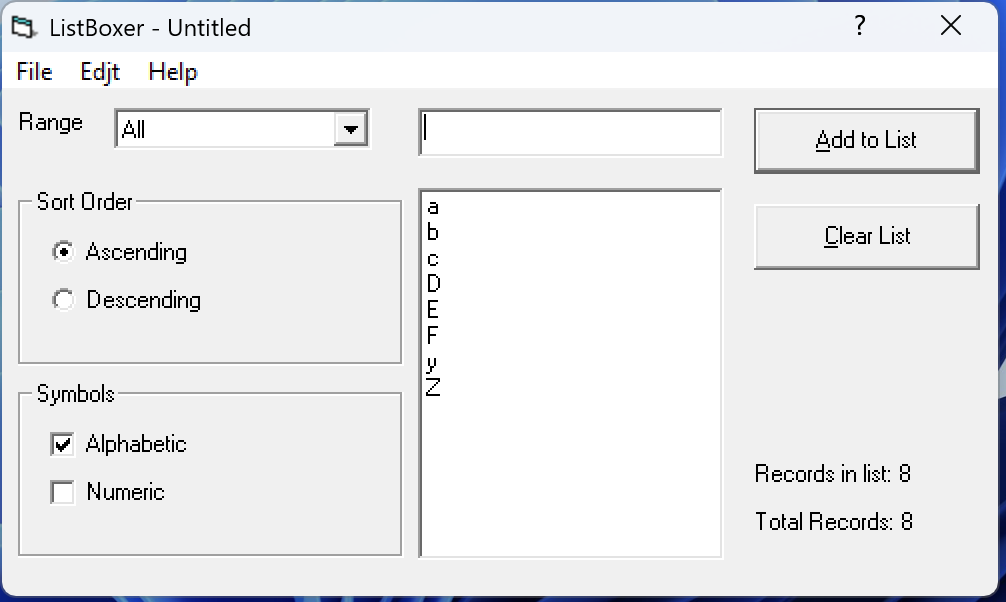 ListBoxer - Untitled
?
File Edjt Help
Range All
Add to List
Sort Order
Ascending
Descending
a
b
c
D
E
F
y
Z
Clear List
Symbols
Alphabetic
Numeric
Records in list: 8
Total Records: 8